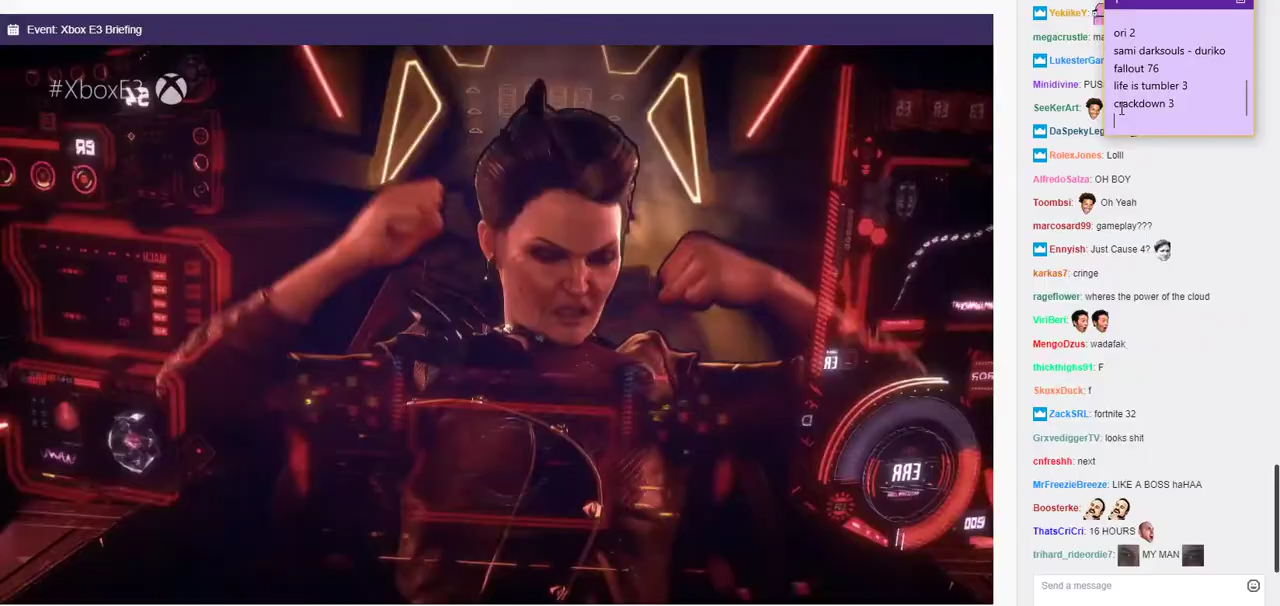 Event: Xbox E3 Briefing
#XboxE3
YekiikeY:
megacrustle: ma
LukesterGar
Minidivine: PUS
SeeKerArt:
DaSpekyLeg
RolexJones: Lolll
AlfredoSalza: OH BOY
Toombsi: Oh Yeah
marcosard99: gameplay???
Ennyish: Just Cause 4?
karkas7: cringe
rageflower: wheres the power of the cloud
ViriBeri:
MengoDzus: wadafak
thickthighs91: F
SkuxxDuck: f
ZackSRL: fortnite 32
GrxvediggerTV: looks shit
cnfreshh: next
MrFreezieBreeze: LIKE A BOSS haHAA
Boosterke:
ThatsCriCri: 16 HOURS
trihard_rideordie7: MY MAN
Send a message
ori 2
sami darksouls - duriko
fallout 76
life is tumbler 3
crackdown 3